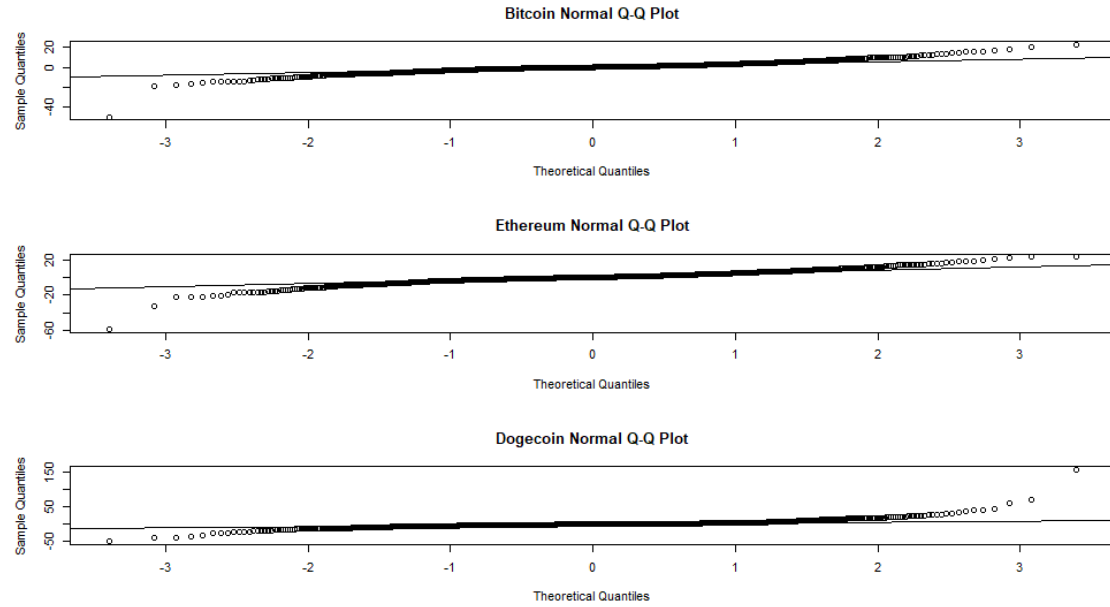 Bitcoin Normal Q-Q Plot
Sample Quantiles
20
0
-40
-3 -2 -1 0 1 2 3
Theoretical Quantiles
Ethereum Normal Q-Q Plot
Sample Quantiles
20
-20
-60
-3 -2 -1 0 1 2 3
Theoretical Quantiles
Dogecoin Normal Q-Q Plot
Sample Quantiles
150
50
-50
-3 -2 -1 0 1 2 3
Theoretical Quantiles